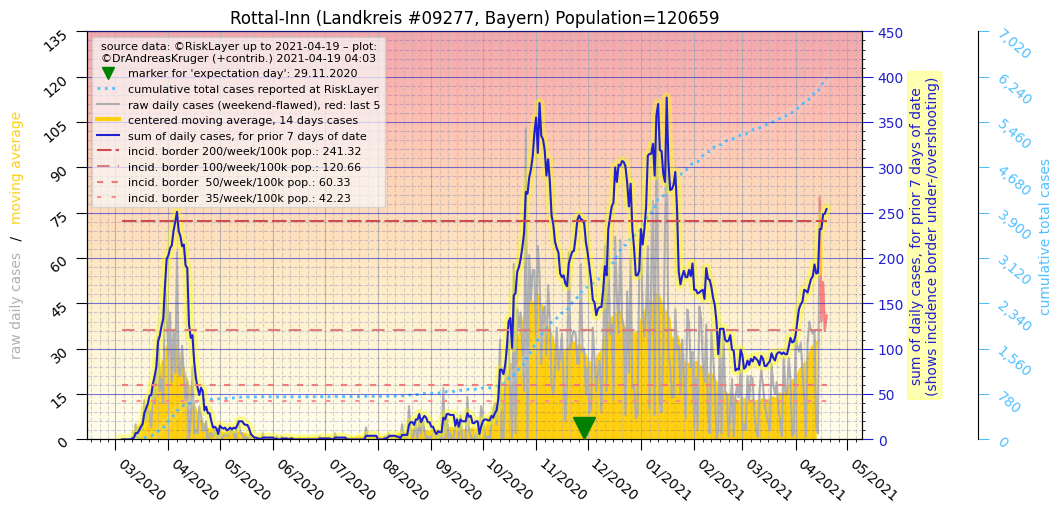 Rottal-Inn (Landkreis #09277, Bayern) Population=120659
source data: ©RiskLayer up to 2021-04-19 – plot:
©DrAndreasKruger (+contrib.) 2021-04-19 04:03
marker for 'expectation day': 29.11.2020
cumulative total cases reported at RiskLayer
raw daily cases (weekend-flawed), red: last 5
centered moving average, 14 days cases
sum of daily cases, for prior 7 days of date
incid. border 200/week/100k pop.: 241.32
incid. border 100/week/100k pop.: 120.66
incid. border  50/week/100k pop.: 60.33
incid. border  35/week/100k pop.: 42.23
raw daily cases  /  moving average
135
120
105
90
75
60
45
30
15
0
03/2020
04/2020
05/2020
06/2020
07/2020
08/2020
09/2020
10/2020
11/2020
12/2020
01/2021
02/2021
03/2021
04/2021
05/2021
450
400
350
300
250
200
150
100
50
0
sum of daily cases, for prior 7 days of date
(shows incidence border under-/overshooting)
7,020
6,240
5,460
4,680
3,900
3,120
2,340
1,560
780
0
cumulative total cases